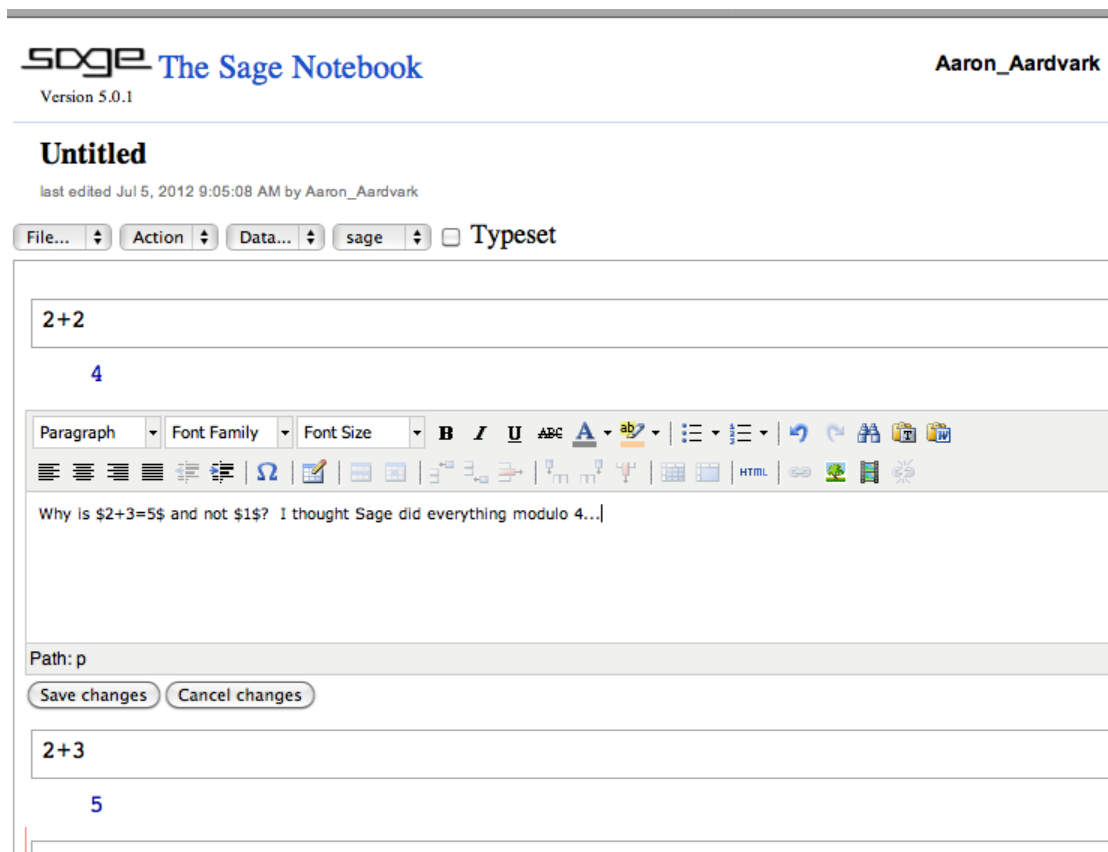 sage The Sage Notebook
Aaron_Aardvark
Version 5.0.1
Untitled
last edited Jul 5, 2012 9:05:08 AM by Aaron_Aardvark
File... Action Data... sage Typeset
2+2
4
Paragraph Font Family Font Size B I U ABC A ab
Ω HTML
Why is $2+3=5$ and not $1$? I thought Sage did everything modulo 4...
Path: p
Save changes Cancel changes
2+3
5